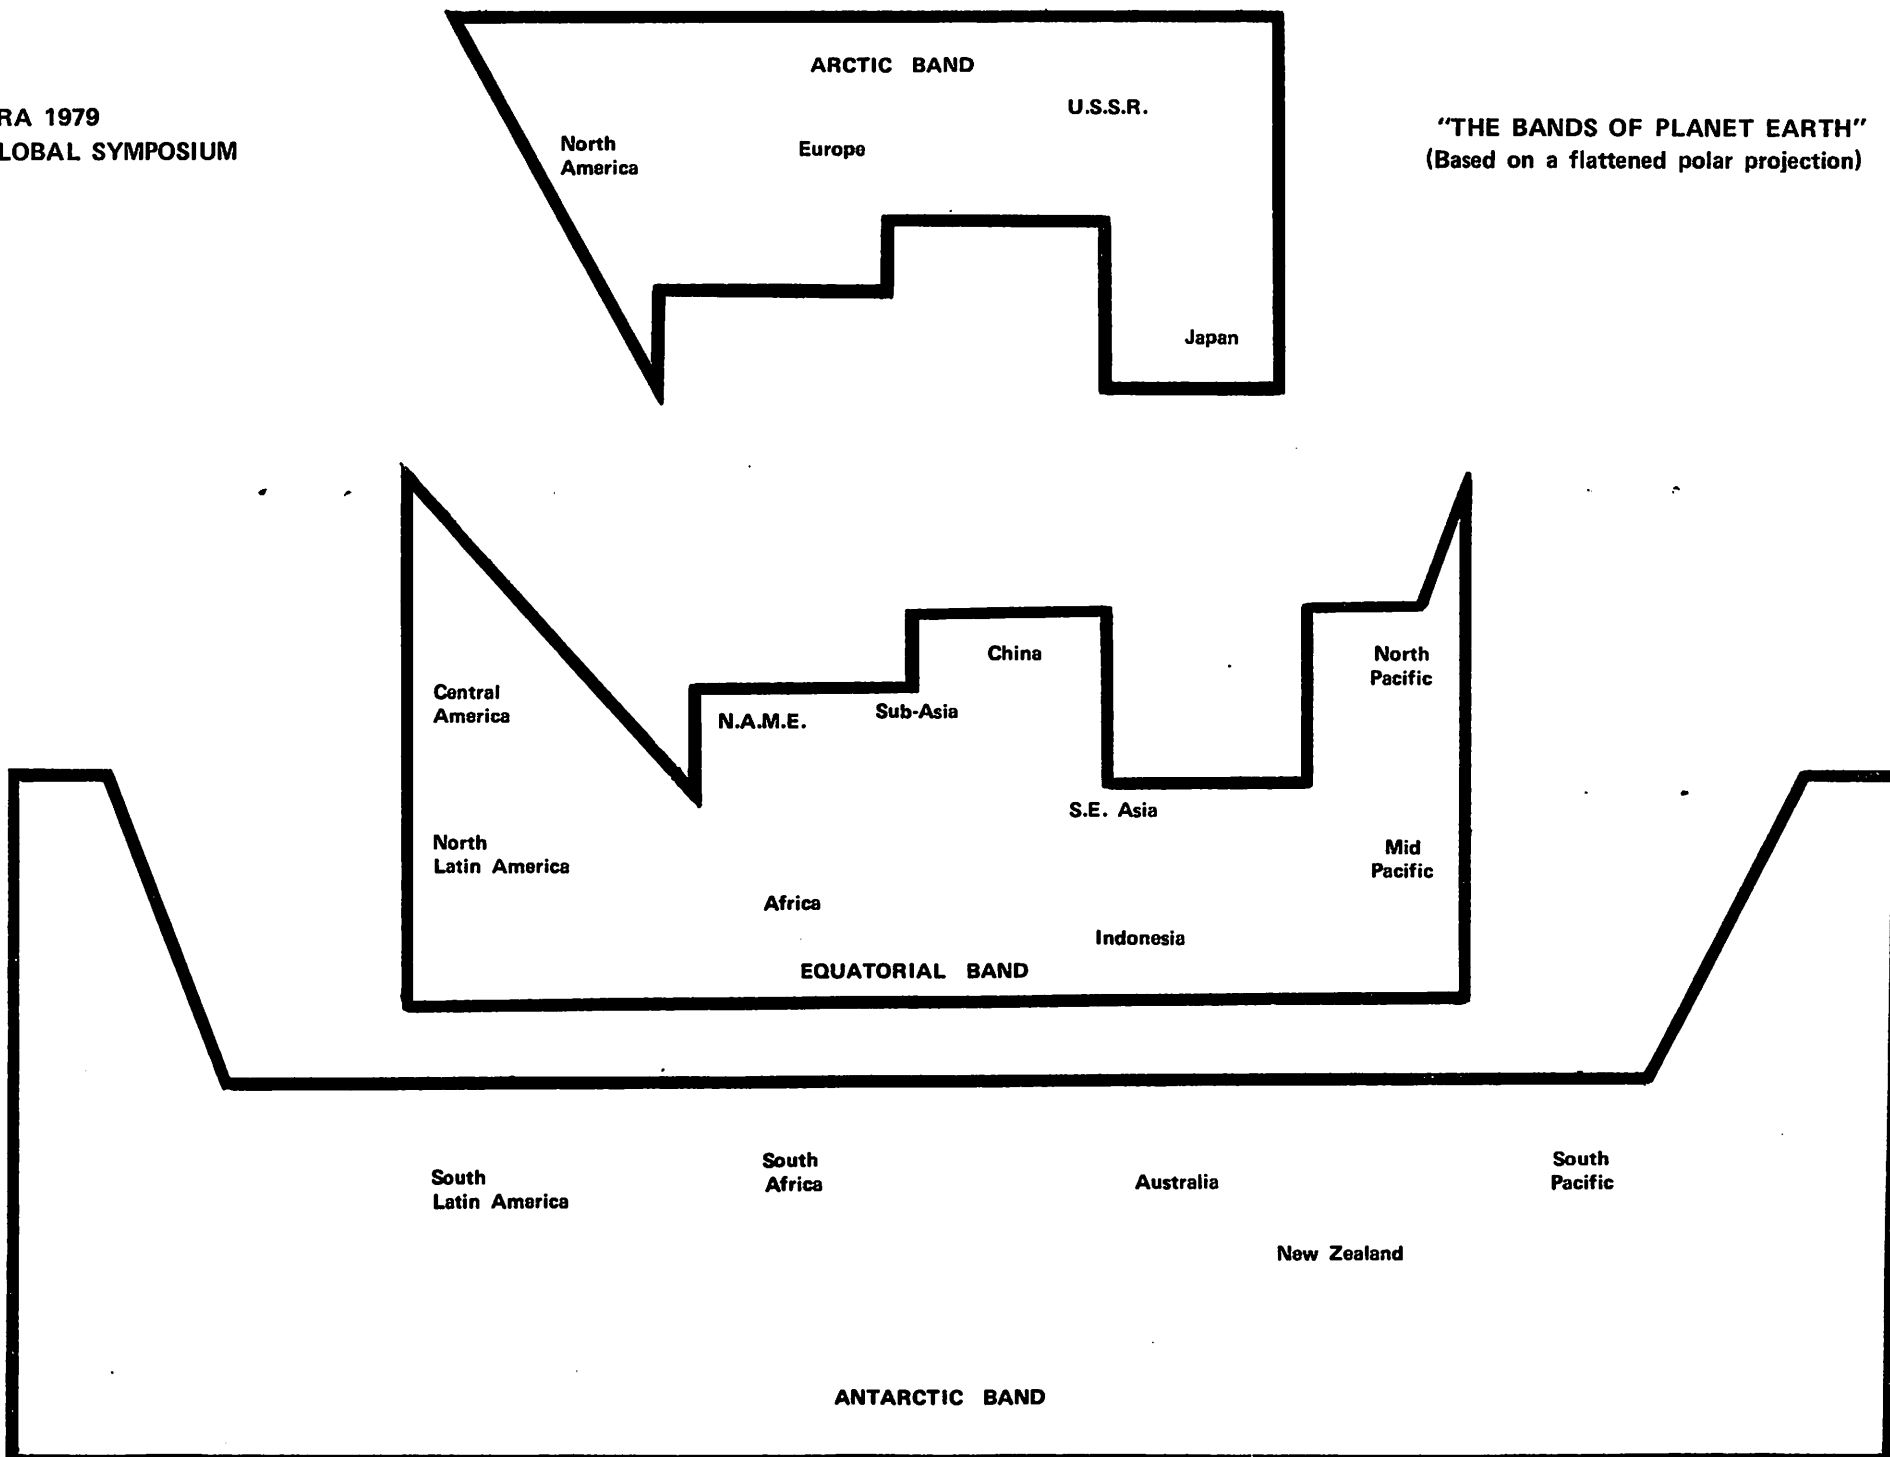 ARCTIC BAND
U.S.S.R.
RA 1979
LOBAL SYMPOSIUM
"THE BANDS OF PLANET EARTH"
(Based on a flattened polar projection)
North
America
Europe
Japan
China
North
Pacific
Central
America
N.A.M.E.
Sub-Asia
S.E. Asia
North
Latin America
Mid
Pacific
Africa
Indonesia
EQUATORIAL BAND
South
Latin America
South
Africa
Australia
South
Pacific
New Zealand
ANTARCTIC BAND